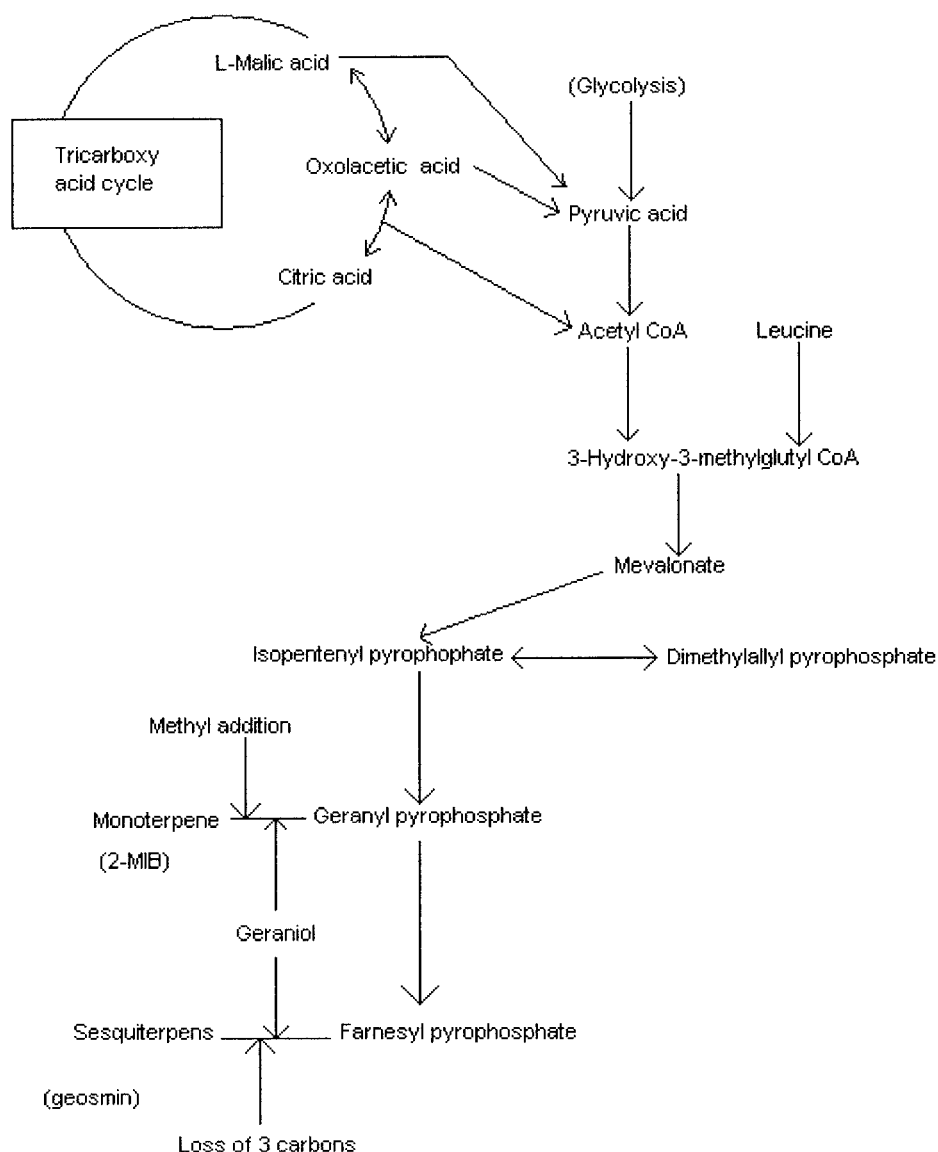 L-Malic acid
(Glycolysis)
Tricarboxy
acid cycle
Oxolacetic acid
Pyruvic acid
Citric acid
Acetyl CoA
Leucine
3-Hydroxy-3-methylglutyl CoA
Mevalonate
Isopentenyl pyrophophate
Dimethylallyl pyrophosphate
Methyl addition
Monoterpene
Geranyl pyrophosphate
(2-MIB)
Geraniol
Sesquiterpens
Farnesyl pyrophosphate
(geosmin)
Loss of 3 carbons